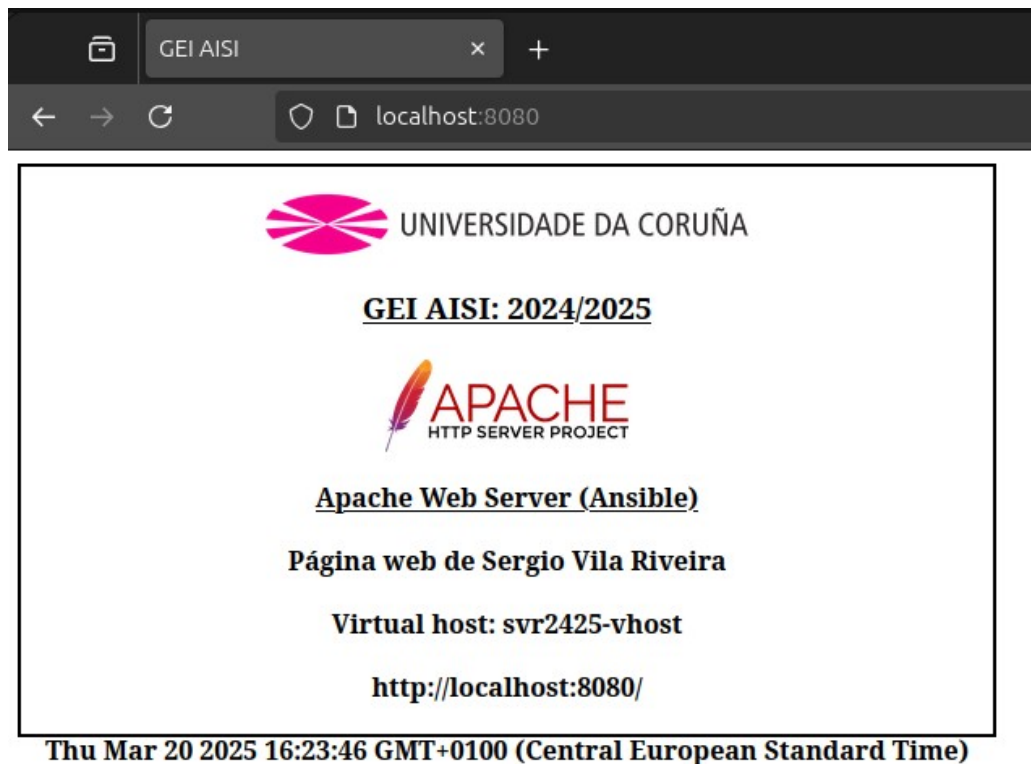 GEI AISI
localhost:8080
UNIVERSIDADE DA CORUÑA
GEI AISI: 2024/2025
APACHE
HTTP SERVER PROJECT
Apache Web Server (Ansible)
Página web de Sergio Vila Riveira
Virtual host: svr2425-vhost
http://localhost:8080/
Thu Mar 20 2025 16:23:46 GMT+0100 (Central European Standard Time)